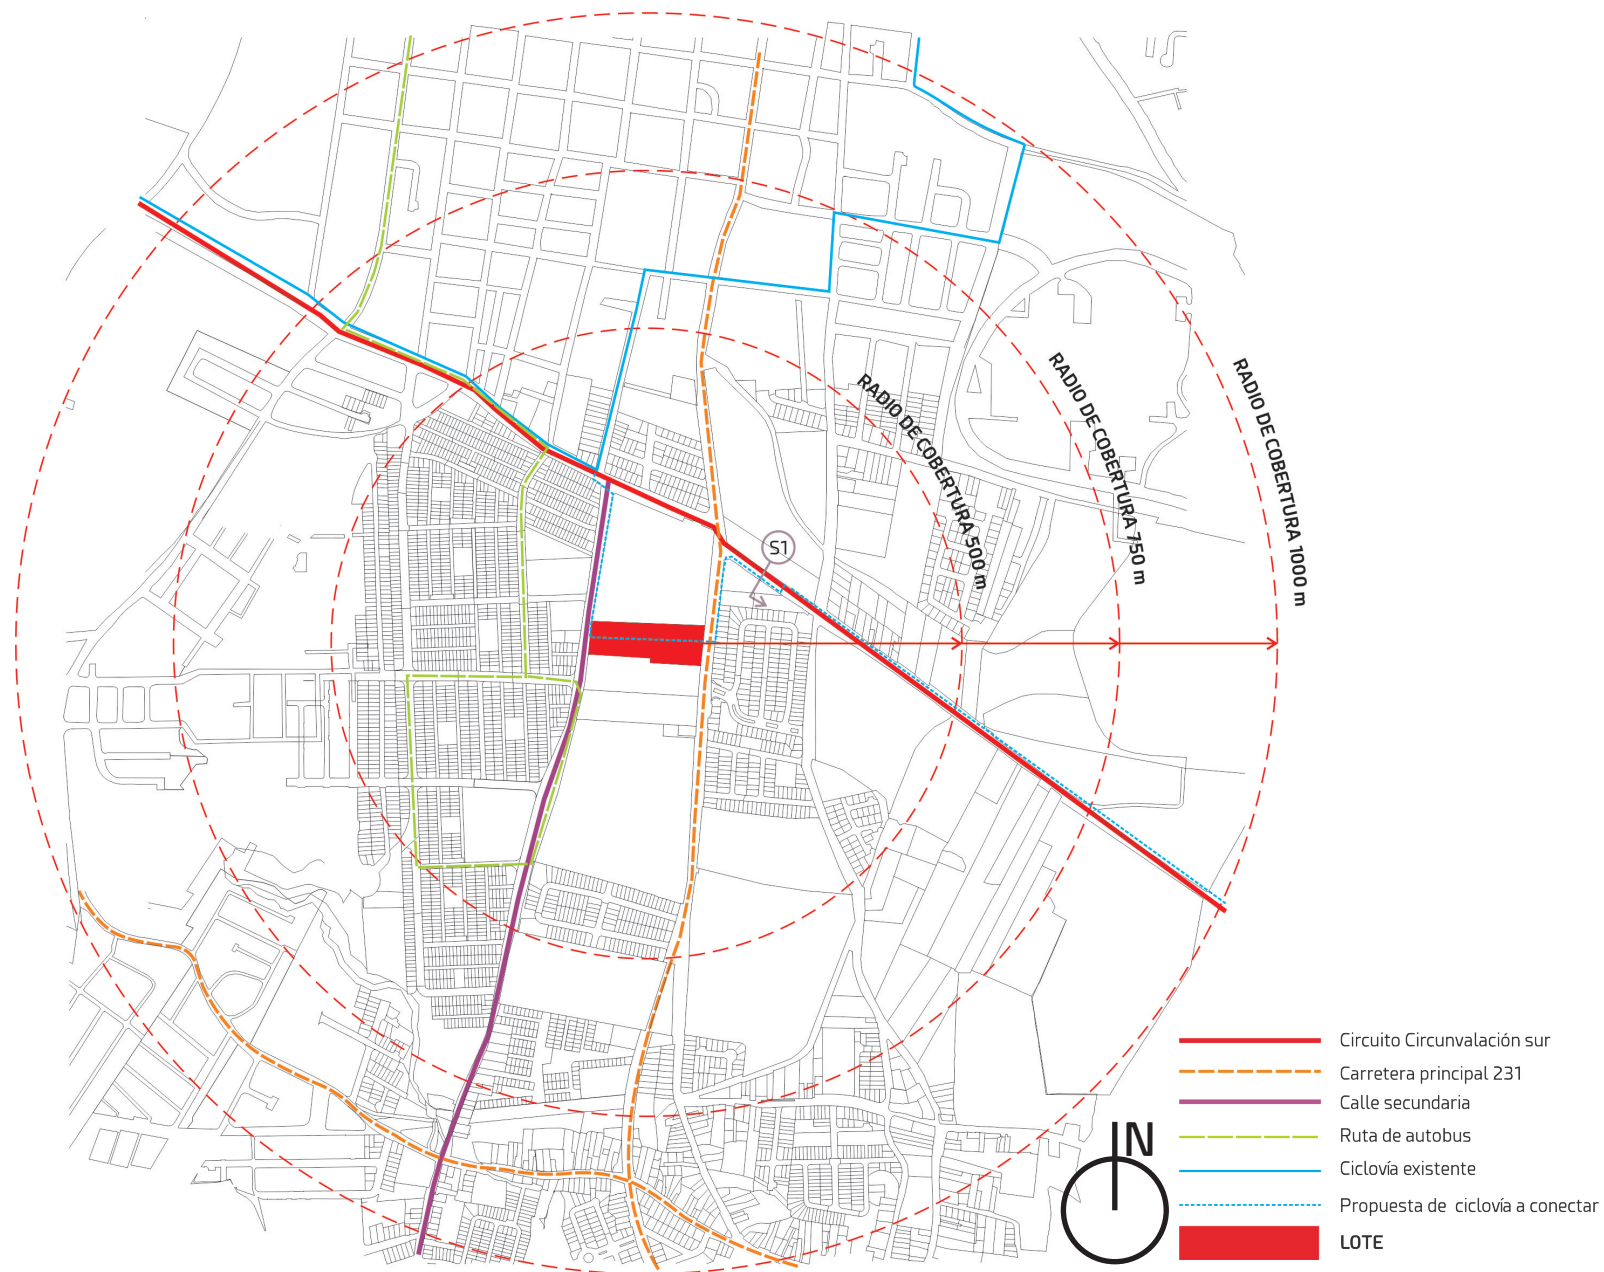 RADIO DE COBERTURA 500 m
RADIO DE COBERTURA 750 m
RADIO DE COBERTURA 1000 m
S1
Circuito Circunvalación sur
Carretera principal 231
Calle secundaria
Ruta de autobus
Ciclovía existente
Propuesta de ciclovía a conectar
LOTE
N